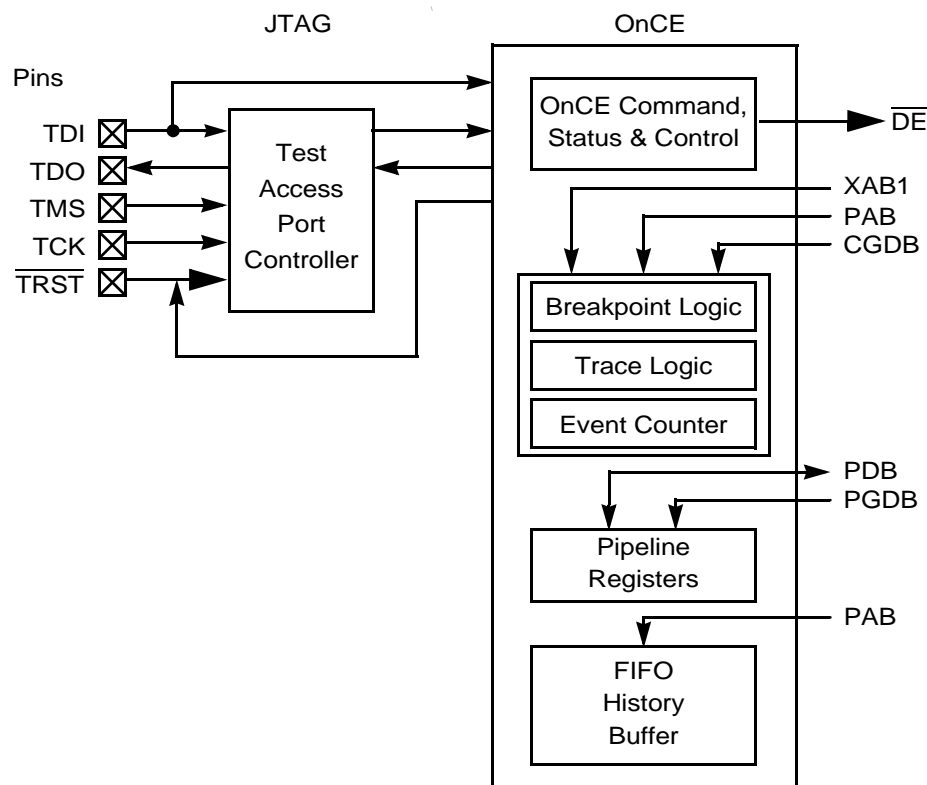 JTAG
OnCE
Pins
TDI
TDO
TMS
TCK
TRST
Test
Access
Port
Controller
OnCE Command,
Status & Control
DE
XAB1
PAB
CGDB
Breakpoint Logic
Trace Logic
Event Counter
PDB
PGDB
Pipeline
Registers
PAB
FIFO
History
Buffer